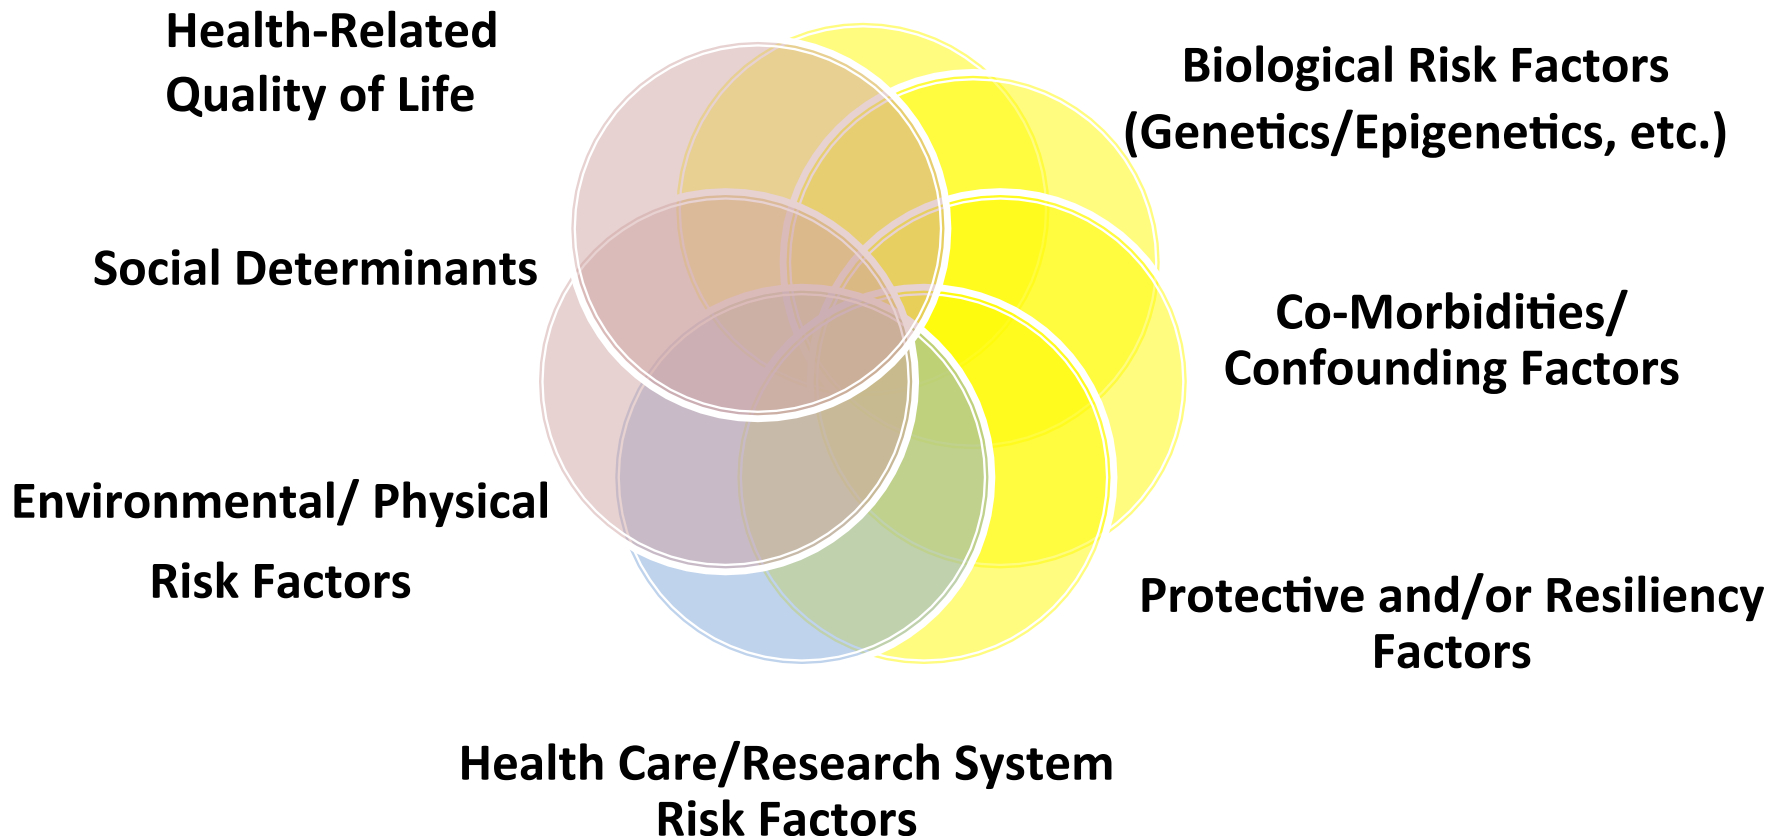 Health-Related
Quality of Life
Biological Risk Factors
(Genetics/Epigenetics, etc.)
Social Determinants
Co-Morbidities/
Confounding Factors
Environmental/ Physical
Risk Factors
Protective and/or Resiliency
Factors
Health Care/Research System
Risk Factors